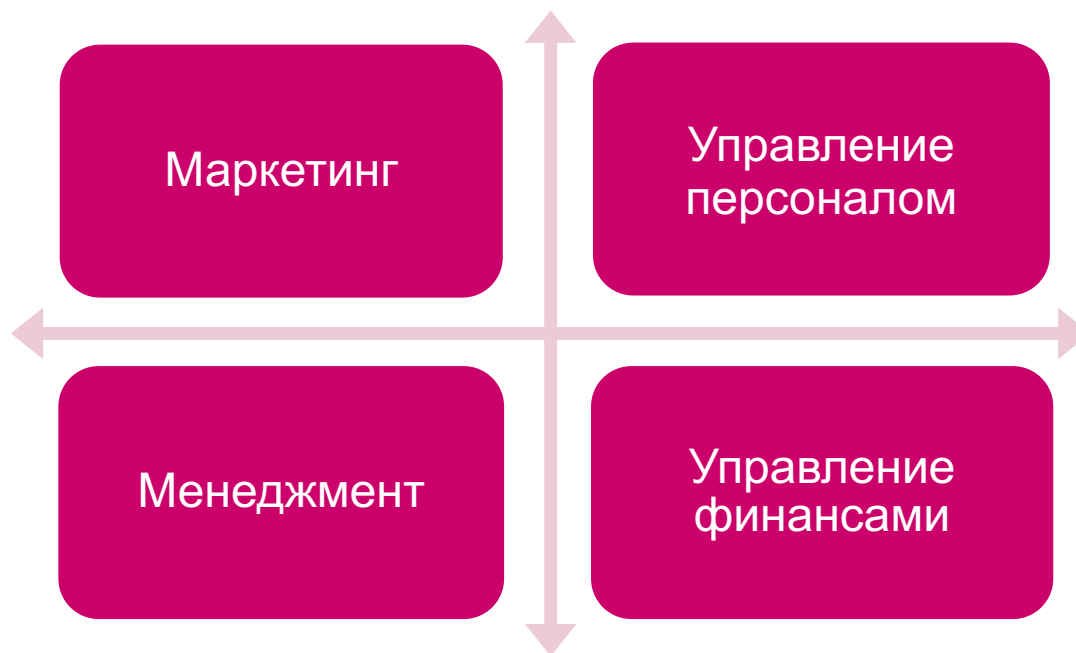 Маркетинг
Управление
персоналом
Менеджмент
Управление
финансами